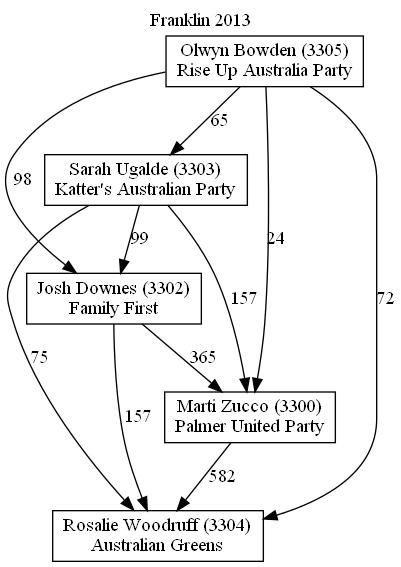 Franklin 2013
Olwyn Bowden (3305)
Rise Up Australia Party
65
Sarah Ugalde (3303)
Katter's Australian Party
98
99
24
157
72
Josh Downes (3302)
Family First
75
365
157
Marti Zucco (3300)
Palmer United Party
582
Rosalie Woodruff (3304)
Australian Greens